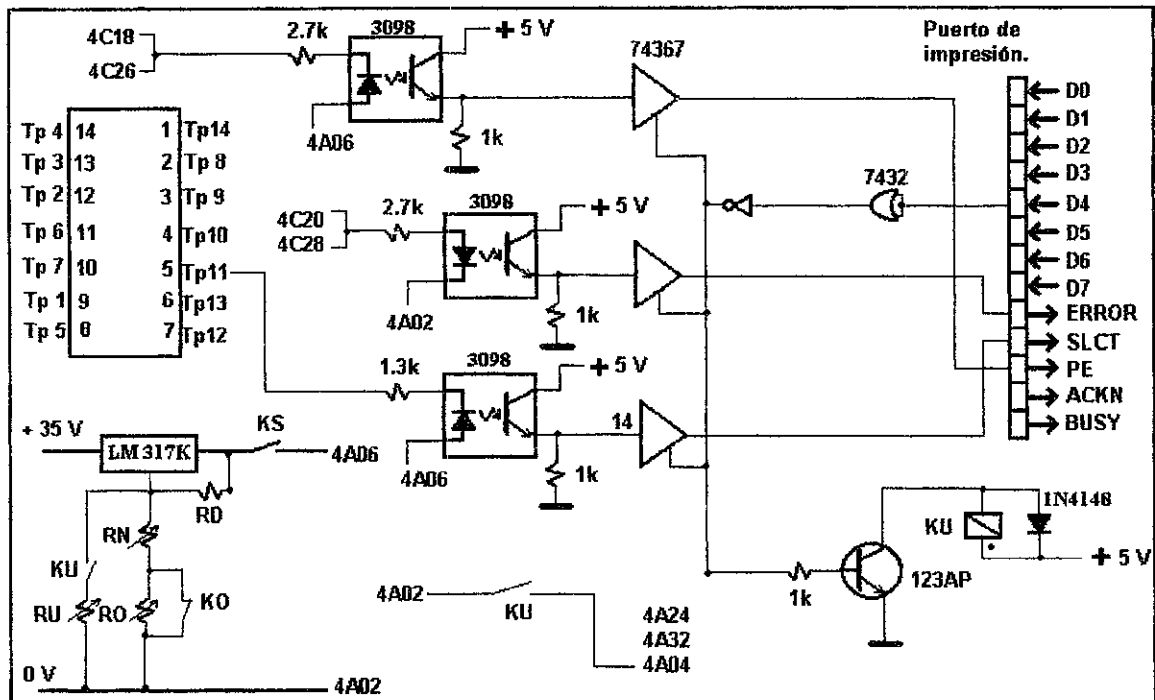 4C18
4C26
2.7k
3098
+ 5 V
4A06
1k
74367
Puerto de
impresión.
D0
D1
D2
D3
D4
D5
D6
D7
ERROR
SLCT
PE
ACKN
BUSY
7432
Tp 4 14 1 Tp14
Tp 3 13 2 Tp 8
Tp 2 12 3 Tp 9
Tp 6 11 4 Tp10
Tp 7 10 5 Tp11
Tp 1 9 6 Tp13
Tp 5 8 7 Tp12
4C20
4C28
2.7k
3098
+ 5 V
4A02
1k
1.3k
3098
+ 5 V
4A06
1k
14
+ 35 V
LM 317K
KS
4A06
RD
RN
KU
RU
RO
KO
0 V
4A02
4A02
KU
4A24
4A32
4A04
1k
123AP
KU
1N4148
+ 5 V